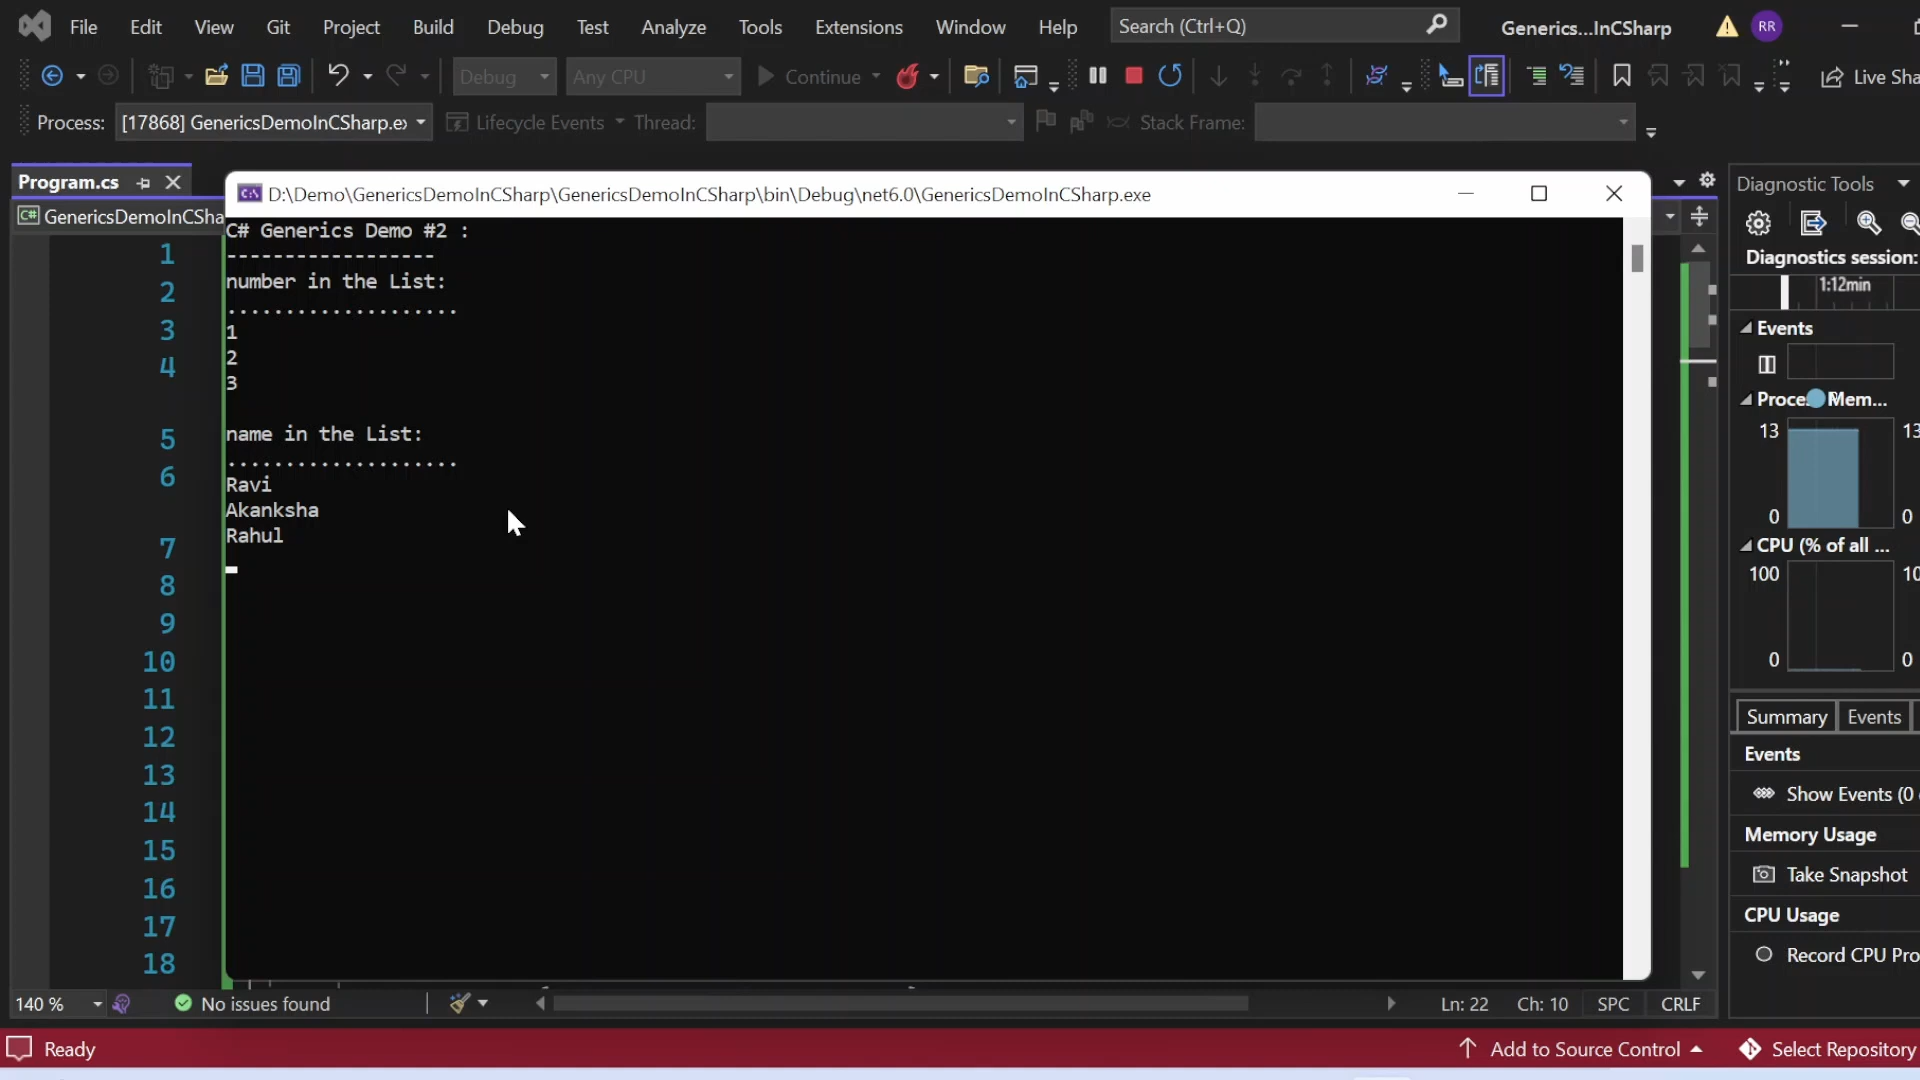 File Edit View Git Project Build Debug Test Analyze Tools Extensions Window Help Search (Ctrl+Q) Generics...InCSharp RR
Debug Any CPU Continue Live Sha
Process: [17868] GenericsDemoInCSharp.ex Lifecycle Events Thread: Stack Frame:
Program.cs
GenericsDemoInCSha
D:\Demo\GenericsDemoInCSharp\GenericsDemoInCSharp\bin\Debug\net6.0\GenericsDemoInCSharp.exe
C# Generics Demo #2 :
------------------
number in the List:
....................
1
2
3
name in the List:
....................
Ravi
Akanksha
Rahul
1
2
3
4
5
6
7
8
9
10
11
12
13
14
15
16
17
18
Diagnostic Tools
Diagnostics session:
1:12min
Events
Mem...
13 13
0 0
CPU (% of all ...
100 10
0 0
Summary Events
Events
Show Events (0
Memory Usage
Take Snapshot
CPU Usage
Record CPU Pro
140 % No issues found Ln: 22 Ch: 10 SPC CRLF
Ready Add to Source Control Select Repository